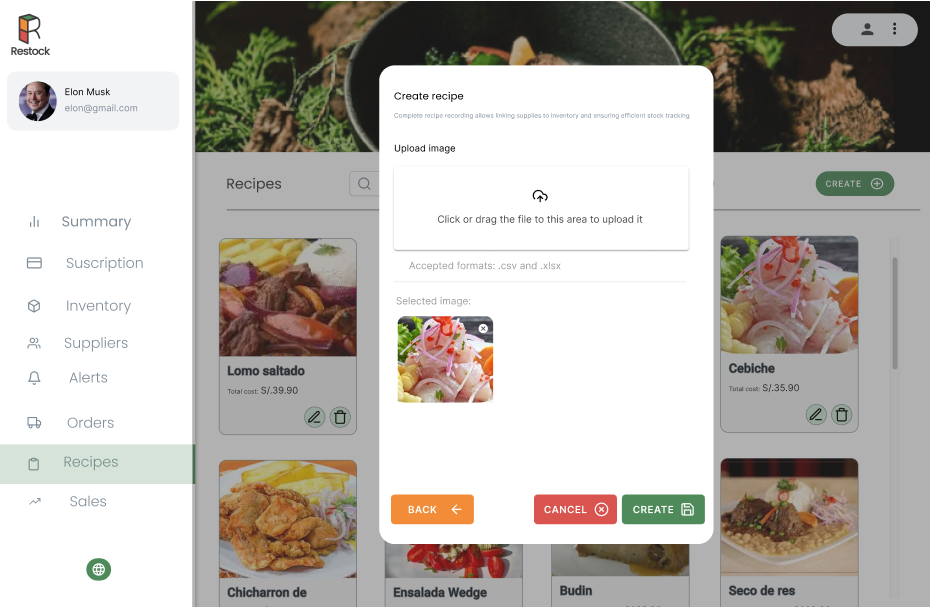 Restock
Elon Musk
elon@gmail.com
Summary
Suscription
Inventory
Suppliers
Alerts
Orders
Recipes
Sales
Recipes
CREATE
Lomo saltado
Total cost: S/.39.90
Cebiche
Total cost: S/.35.90
Chicharron de
Ensalada Wedge
Budin
Seco de res
Create recipe
Complete recipe recording allows linking supplies to inventory and ensuring efficient stock tracking
Upload image
Click or drag the file to this area to upload it
Accepted formats: .csv and .xlsx
Selected image:
BACK
CANCEL
CREATE